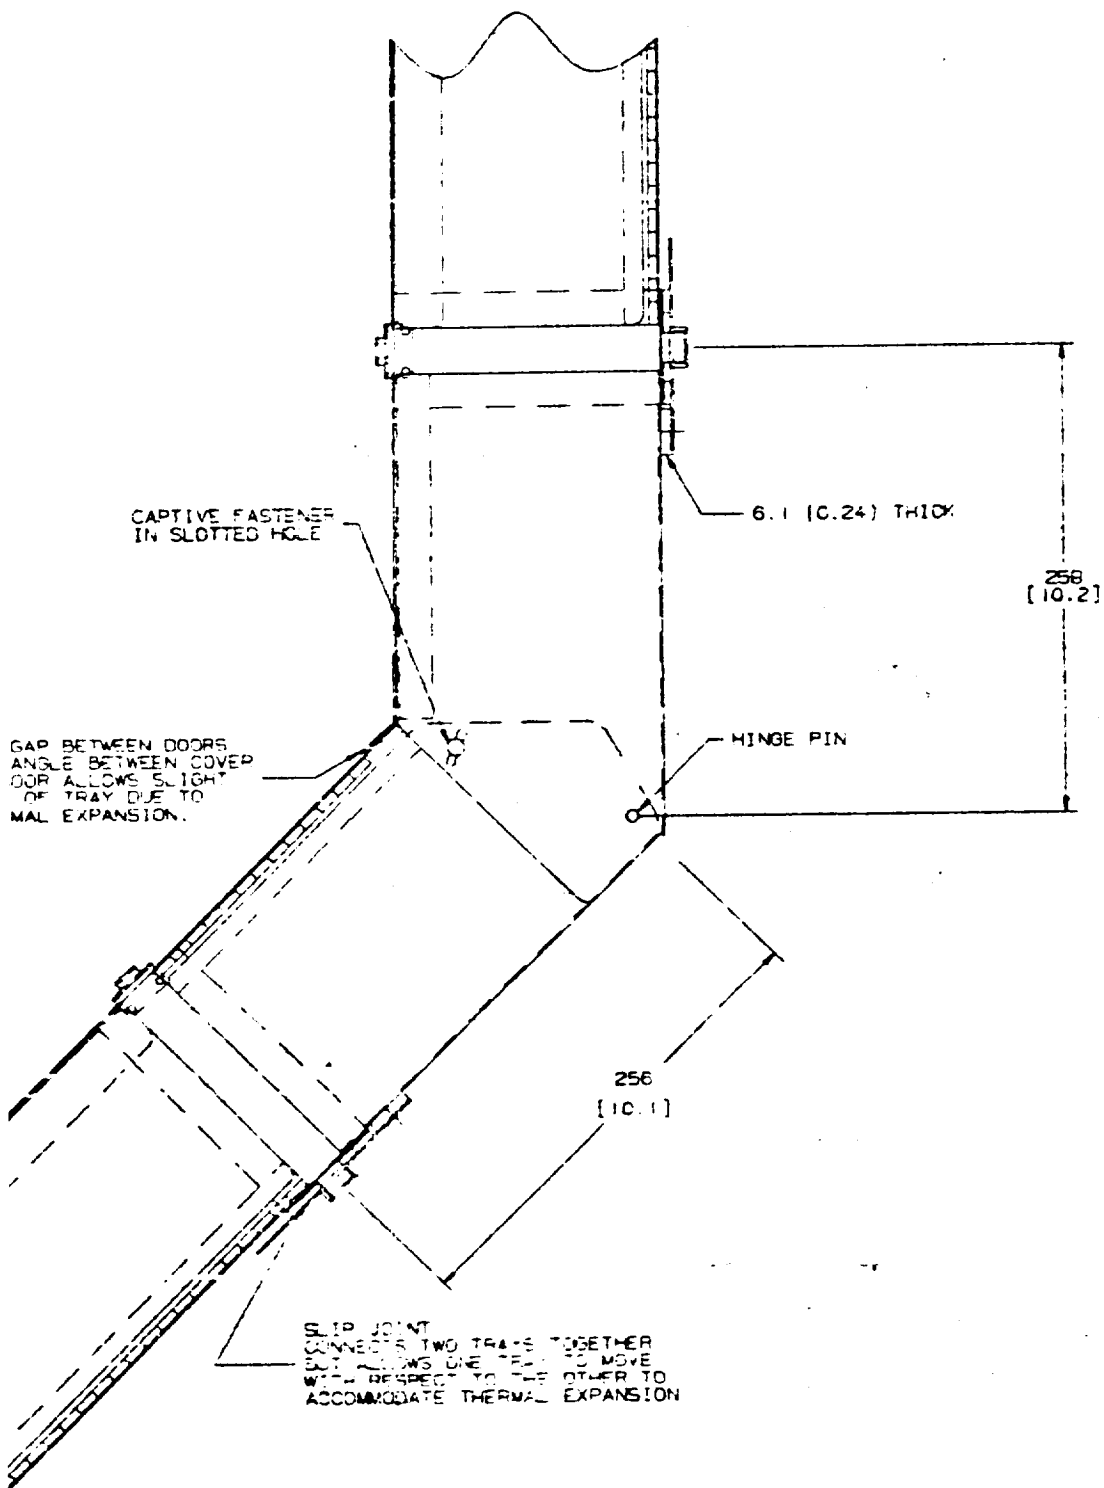 CAPTIVE FASTENER
IN SLOTTED HOLE
6.1 (0.24) THICK
258
[10.2]
GAP BETWEEN DOORS
ANGLE BETWEEN COVER
OOR ALLOWS SLIGHT
OF TRAY DUE TO
MAL EXPANSION.
HINGE PIN
256
[10.1]
SLIP JOINT
CONNECTS TWO TRAYS TOGETHER
BUT ALLOWS ONE TRAY TO MOVE
WITH RESPECT TO THE OTHER TO
ACCOMMODATE THERMAL EXPANSION